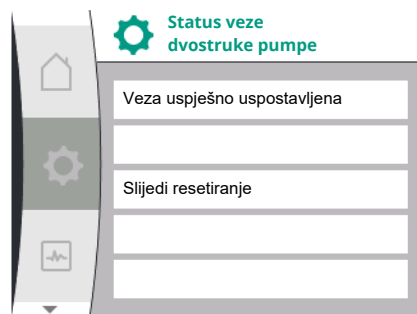 Status veze
dvostruke pumpe
Veza uspješno uspostavljena
Slijedi resetiranje